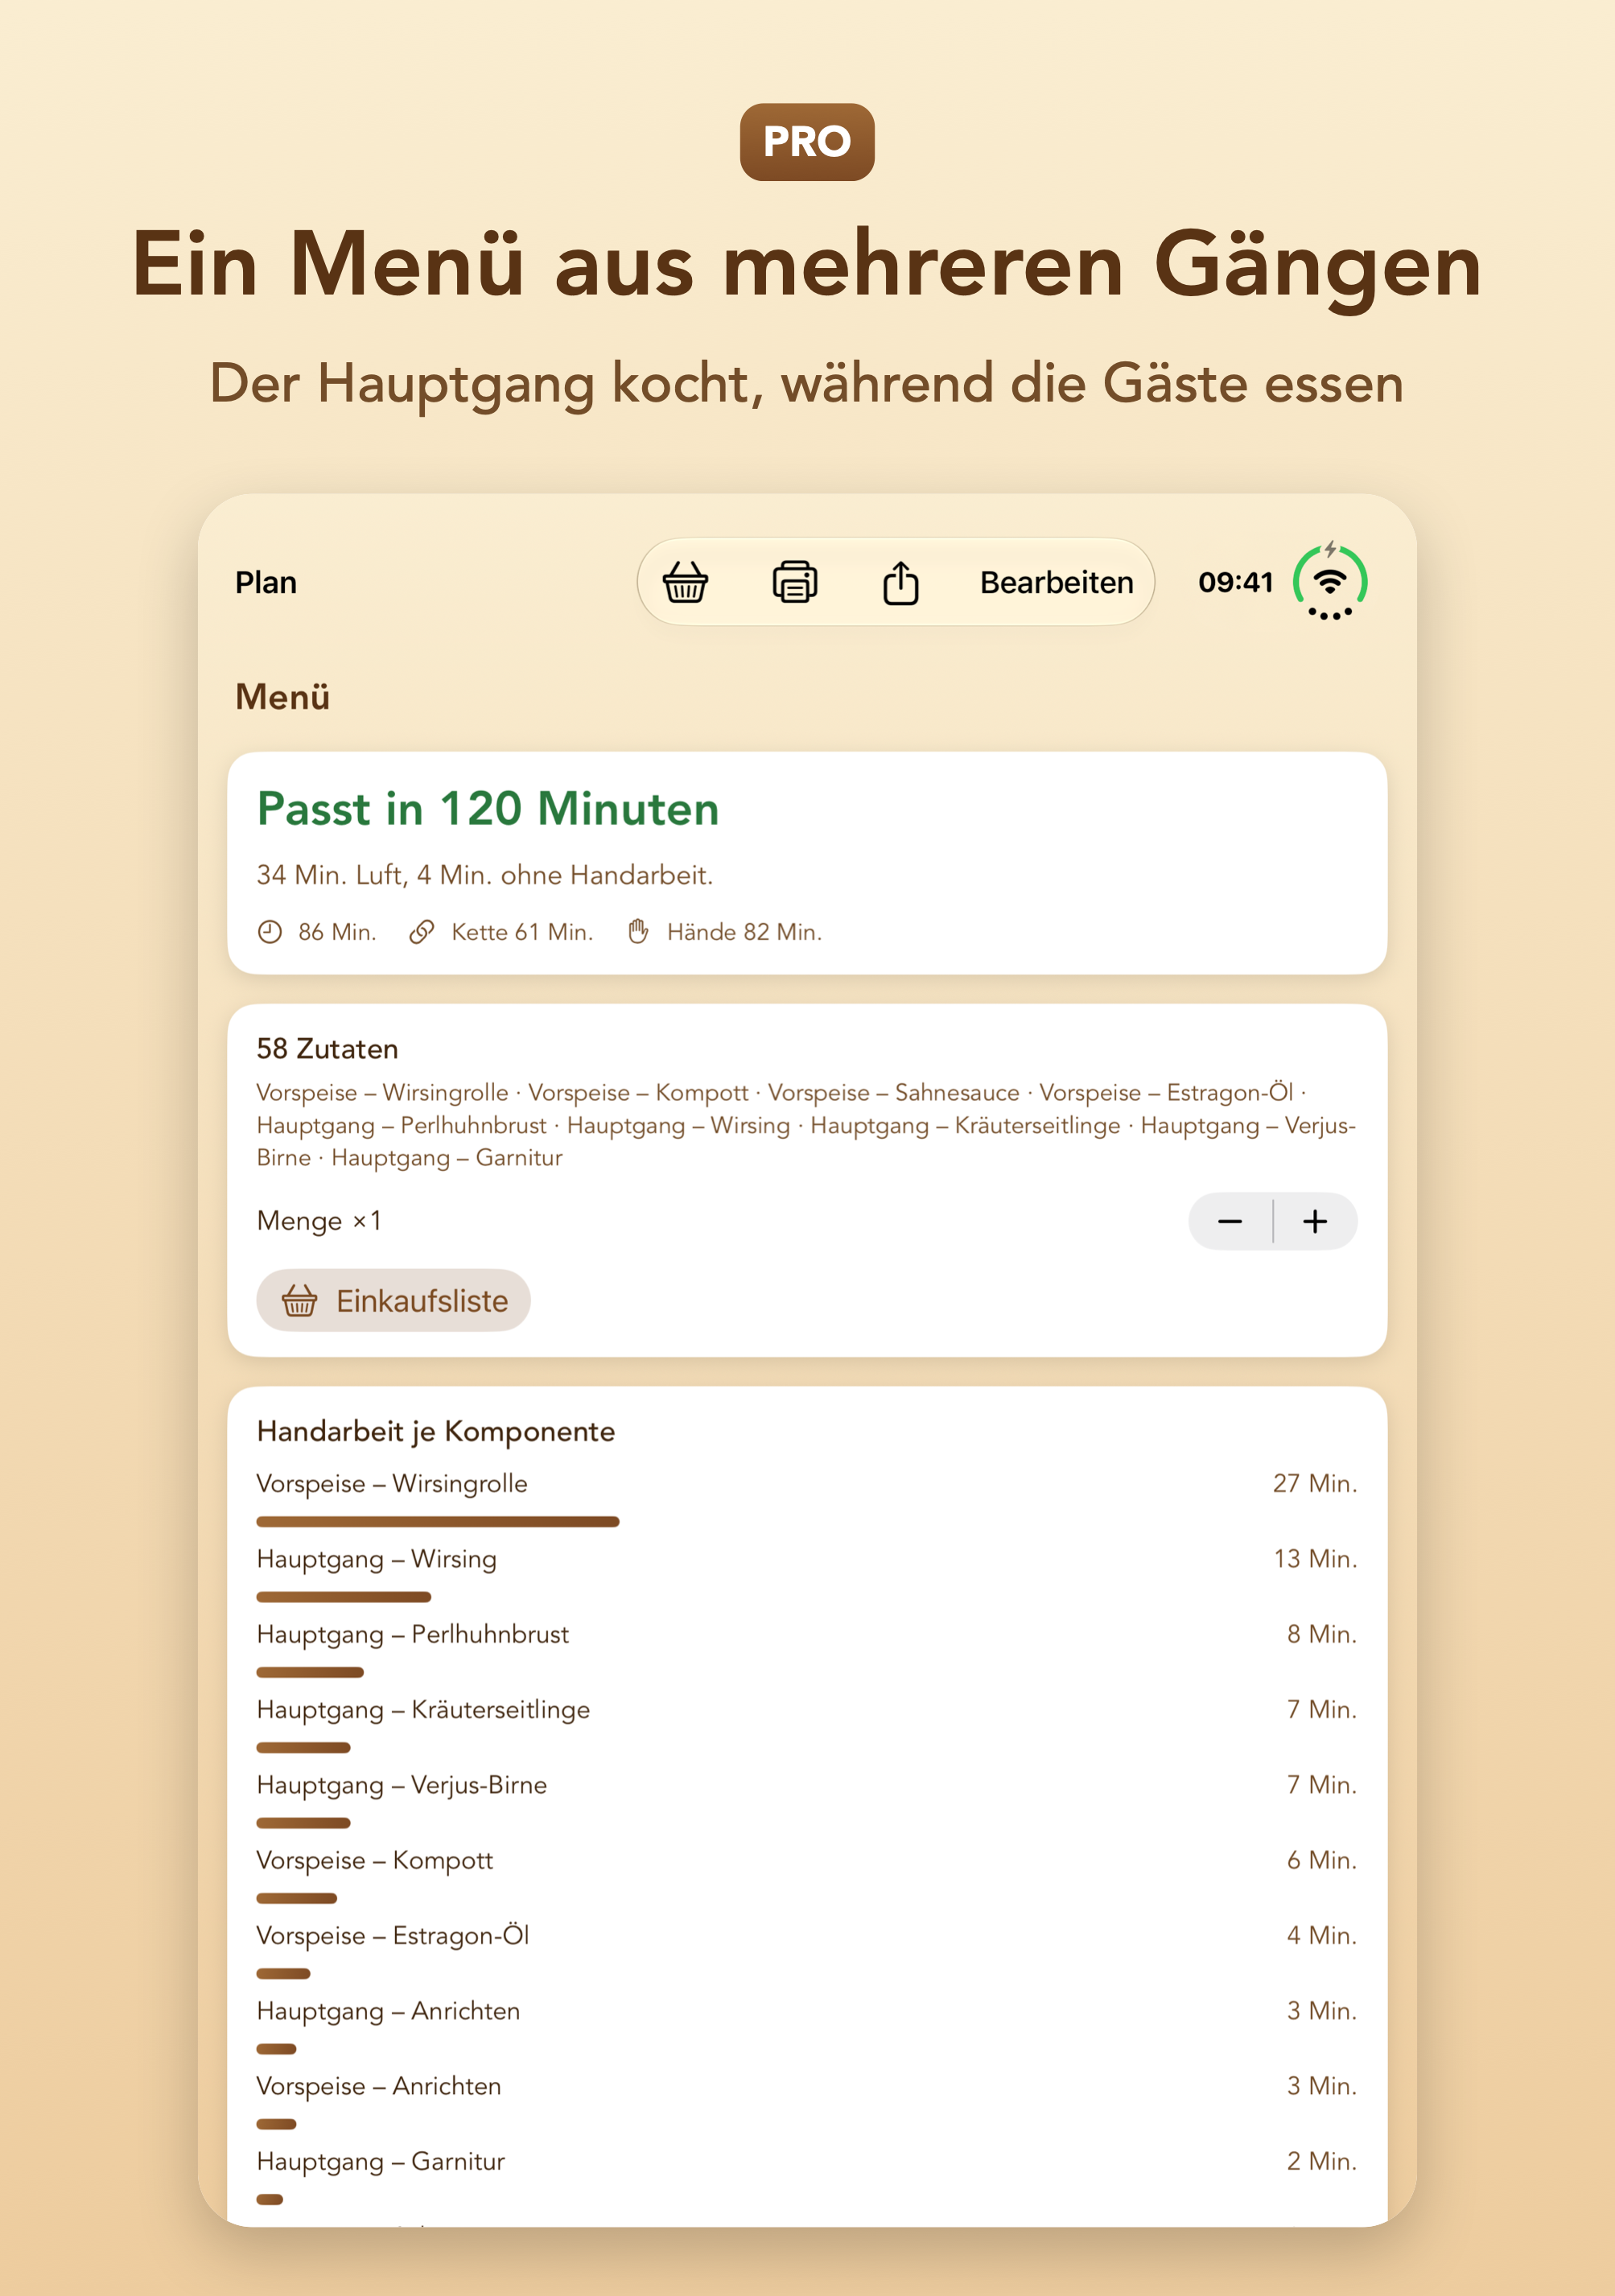 PRO
Ein Menü aus mehreren Gängen
Der Hauptgang kocht, während die Gäste essen
Plan
Bearbeiten
09:41
Menü
Passt in 120 Minuten
34 Min. Luft, 4 Min. ohne Handarbeit.
86 Min. Kette 61 Min. Hände 82 Min.
58 Zutaten
Vorspeise – Wirsingrolle · Vorspeise – Kompott · Vorspeise – Sahnesauce · Vorspeise – Estragon-Öl ·
Hauptgang – Perlhuhnbrust · Hauptgang – Wirsing · Hauptgang – Kräuterseitlinge · Hauptgang – Verjus-
Birne · Hauptgang – Garnitur
Menge ×1
Einkaufsliste
Handarbeit je Komponente
Vorspeise – Wirsingrolle 27 Min.
Hauptgang – Wirsing 13 Min.
Hauptgang – Perlhuhnbrust 8 Min.
Hauptgang – Kräuterseitlinge 7 Min.
Hauptgang – Verjus-Birne 7 Min.
Vorspeise – Kompott 6 Min.
Vorspeise – Estragon-Öl 4 Min.
Hauptgang – Anrichten 3 Min.
Vorspeise – Anrichten 3 Min.
Hauptgang – Garnitur 2 Min.